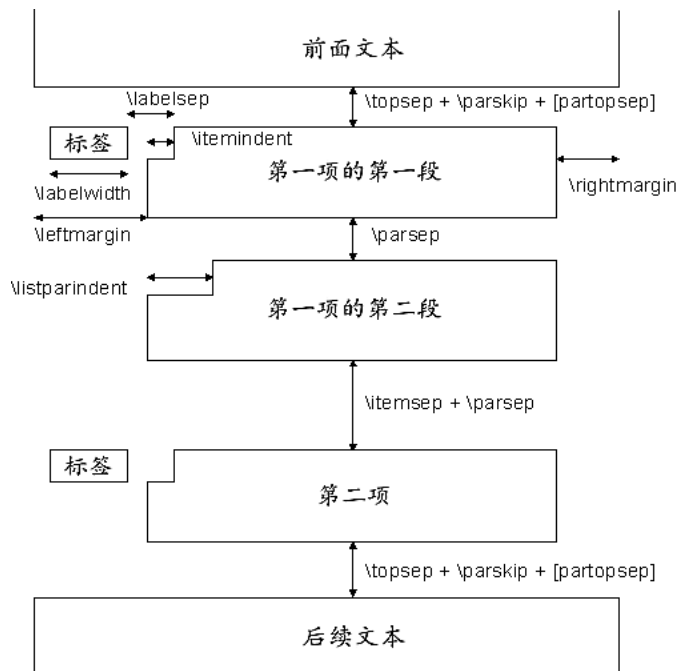 前面文本
\labelsep
\topsep + \parskip + [partopsep]
标签
\itemindent
第一项的第一段
\labelwidth
\rightmargin
\leftmargin
\parsep
\listparindent
第一项的第二段
\itemsep + \parsep
标签
第二项
\topsep + \parskip + [partopsep]
后续文本